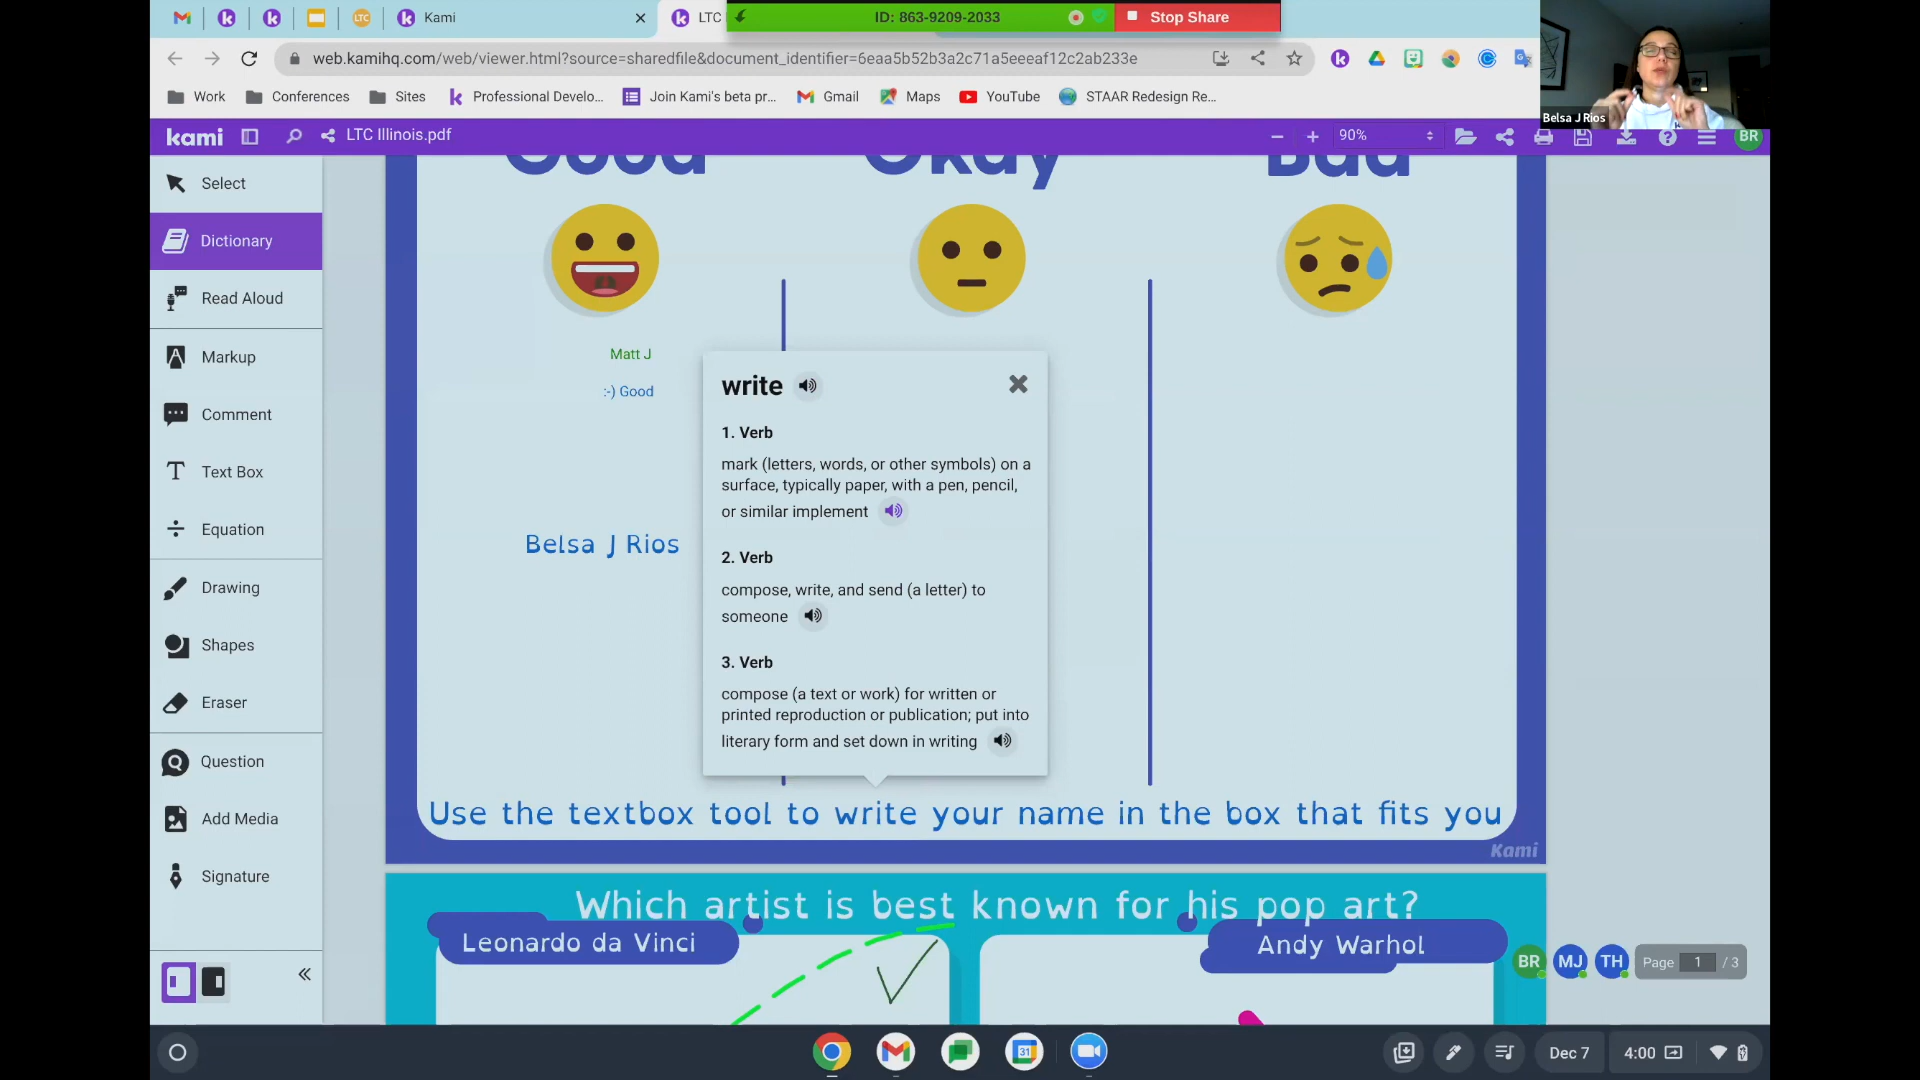 Kami
LTC
ID: 863-9209-2033
Stop Share
web.kamihq.com/web/viewer.html?source=sharedfile&document_identifier=6eaa5b52b3a2c71a5eeeaf12c2ab233e
Work
Conferences
Sites
Professional Develo...
Join Kami's beta pr...
Gmail
Maps
YouTube
STAAR Redesign Re...
Belsa J Rios
kami
LTC Illinois.pdf
90%
BR
Good
Okay
Bad
Select
Dictionary
Read Aloud
Markup
Comment
Text Box
Equation
Drawing
Shapes
Eraser
Question
Add Media
Signature
Matt J
:-) Good
Belsa J Rios
write
1. Verb
mark (letters, words, or other symbols) on a
surface, typically paper, with a pen, pencil,
or similar implement
2. Verb
compose, write, and send (a letter) to
someone
3. Verb
compose (a text or work) for written or
printed reproduction or publication; put into
literary form and set down in writing
Use the textbox tool to write your name in the box that fits you
Kami
Which artist is best known for his pop art?
Leonardo da Vinci
Andy Warhol
BR
MJ
TH
Page 1 / 3
31
Dec 7
4:00